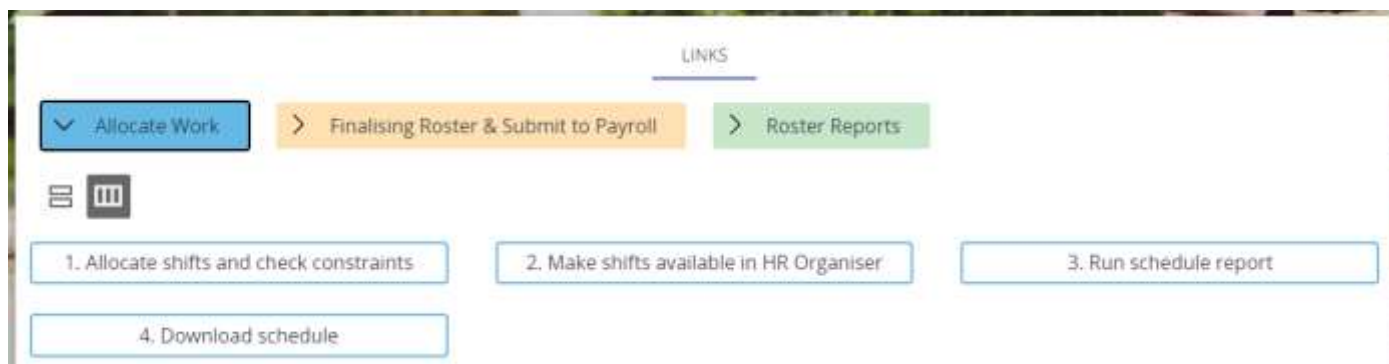 LINKS
Allocate Work
Finalising Roster & Submit to Payroll
Roster Reports
1. Allocate shifts and check constraints
2. Make shifts available in HR Organiser
3. Run schedule report
4. Download schedule